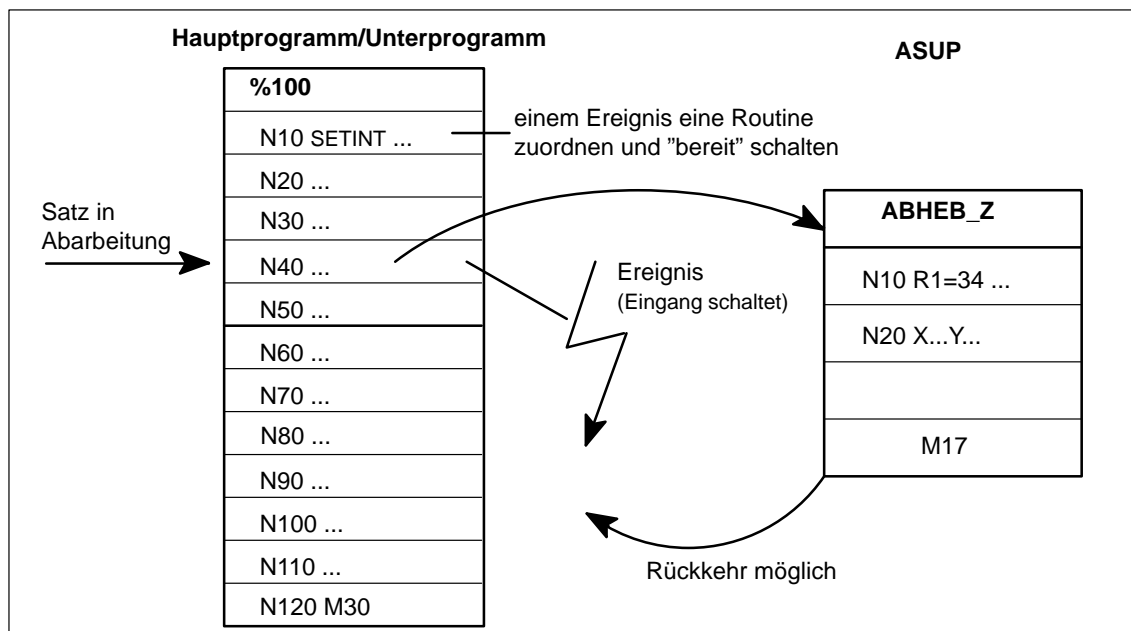 Hauptprogramm/Unterprogramm
ASUP
%100
N10 SETINT ...
einem Ereignis eine Routine
zuordnen und ”bereit” schalten
N20 ...
N30 ...
Satz in
Abarbeitung
N40 ...
N50 ...
N60 ...
N70 ...
N80 ...
N90 ...
N100 ...
N110 ...
N120 M30
Ereignis
(Eingang schaltet)
ABHEB_Z
N10 R1=34 ...
N20 X...Y...
M17
Rückkehr möglich